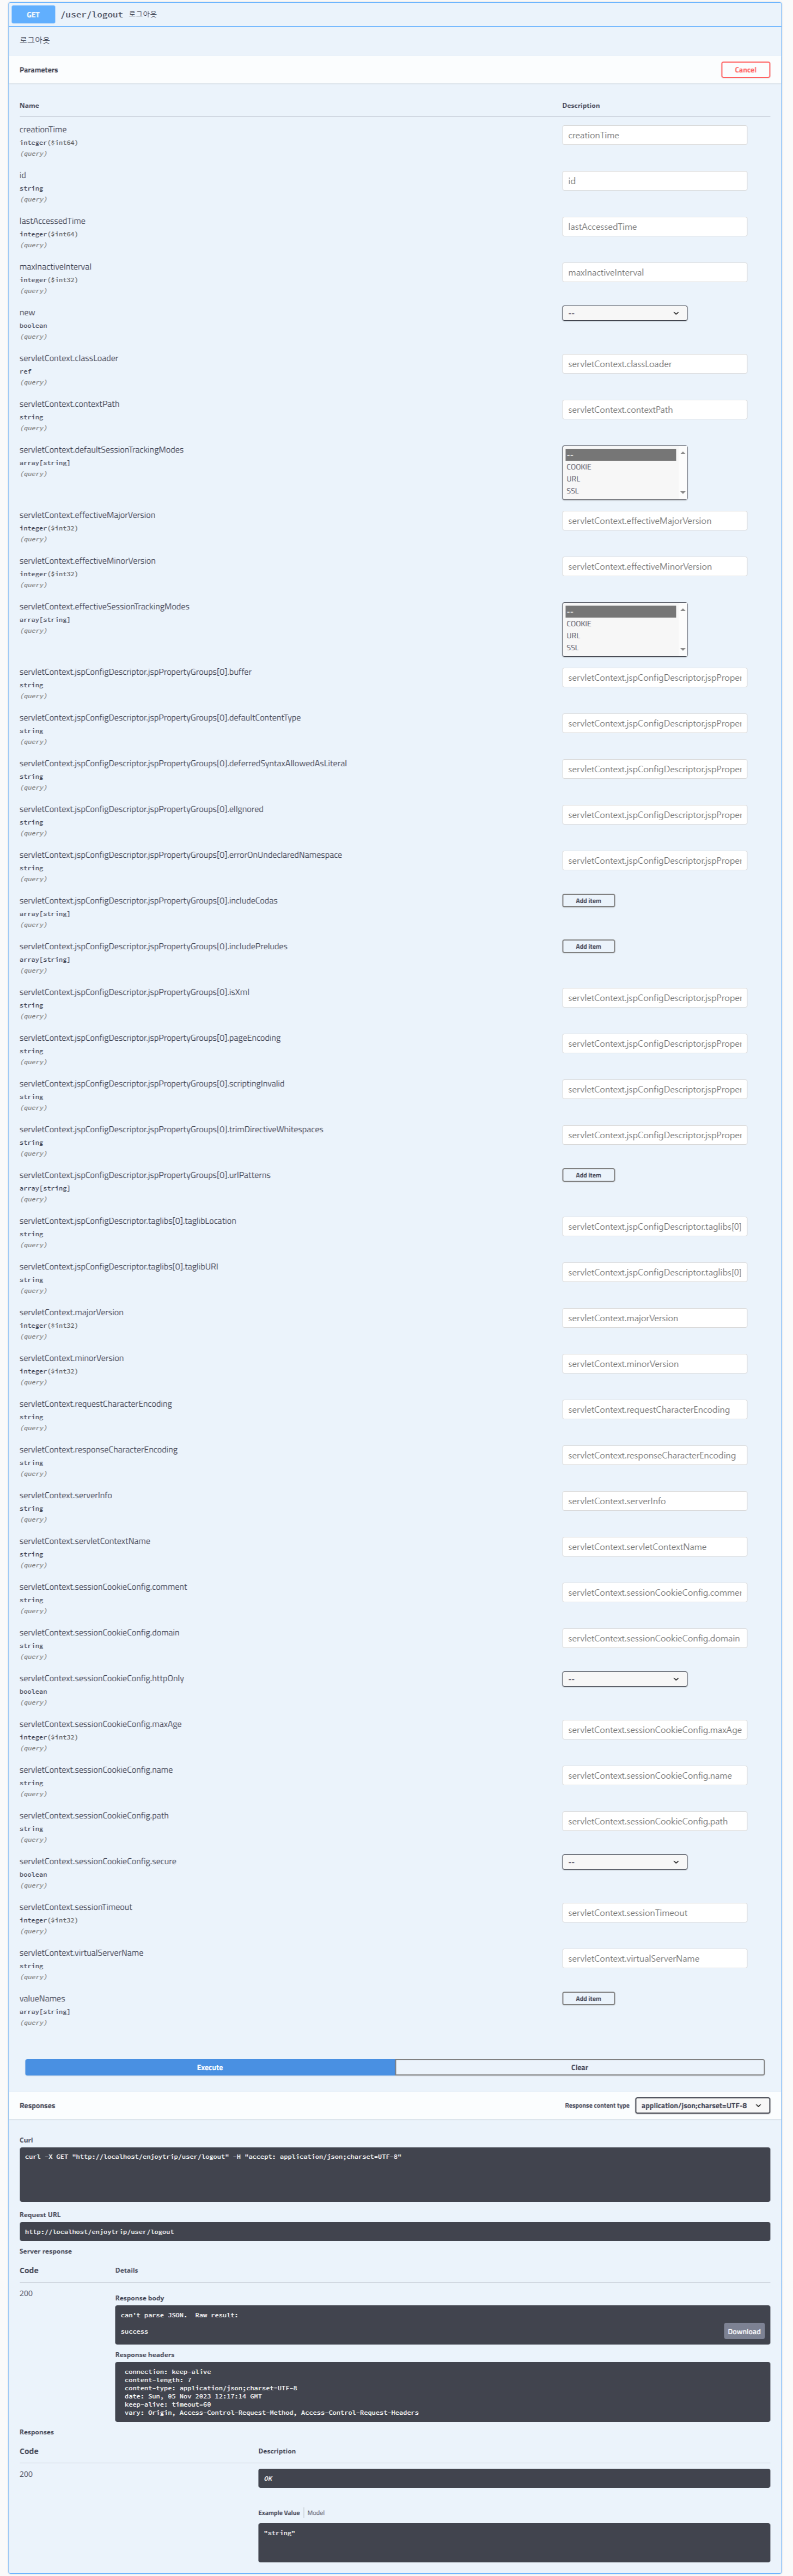 GET /user/logout 로그아웃
로그아웃
Parameters Cancel
Name Description
creationTime creationTime
integer($int64)
(query)
id id
string
(query)
lastAccessedTime lastAccessedTime
integer($int64)
(query)
maxInactiveInterval maxInactiveInterval
integer($int32)
(query)
new --
boolean
(query)
servletContext.classLoader servletContext.classLoader
ref
(query)
servletContext.contextPath servletContext.contextPath
string
(query)
servletContext.defaultSessionTrackingModes --
array[string] COOKIE
(query) URL
SSL
servletContext.effectiveMajorVersion servletContext.effectiveMajorVersion
integer($int32)
(query)
servletContext.effectiveMinorVersion servletContext.effectiveMinorVersion
integer($int32)
(query)
servletContext.effectiveSessionTrackingModes --
array[string] COOKIE
(query) URL
SSL
servletContext.jspConfigDescriptor.jspPropertyGroups[0].buffer servletContext.jspConfigDescriptor.jspProper
string
(query)
servletContext.jspConfigDescriptor.jspPropertyGroups[0].defaultContentType servletContext.jspConfigDescriptor.jspProper
string
(query)
servletContext.jspConfigDescriptor.jspPropertyGroups[0].deferredSyntaxAllowedAsLiteral servletContext.jspConfigDescriptor.jspProper
string
(query)
servletContext.jspConfigDescriptor.jspPropertyGroups[0].elIgnored servletContext.jspConfigDescriptor.jspProper
string
(query)
servletContext.jspConfigDescriptor.jspPropertyGroups[0].errorOnUndeclaredNamespace servletContext.jspConfigDescriptor.jspProper
string
(query)
servletContext.jspConfigDescriptor.jspPropertyGroups[0].includeCodas Add item
array[string]
(query)
servletContext.jspConfigDescriptor.jspPropertyGroups[0].includePreludes Add item
array[string]
(query)
servletContext.jspConfigDescriptor.jspPropertyGroups[0].isXml servletContext.jspConfigDescriptor.jspProper
string
(query)
servletContext.jspConfigDescriptor.jspPropertyGroups[0].pageEncoding servletContext.jspConfigDescriptor.jspProper
string
(query)
servletContext.jspConfigDescriptor.jspPropertyGroups[0].scriptingInvalid servletContext.jspConfigDescriptor.jspProper
string
(query)
servletContext.jspConfigDescriptor.jspPropertyGroups[0].trimDirectiveWhitespaces servletContext.jspConfigDescriptor.jspProper
string
(query)
servletContext.jspConfigDescriptor.jspPropertyGroups[0].urlPatterns Add item
array[string]
(query)
servletContext.jspConfigDescriptor.taglibs[0].taglibLocation servletContext.jspConfigDescriptor.taglibs[0]
string
(query)
servletContext.jspConfigDescriptor.taglibs[0].taglibURI servletContext.jspConfigDescriptor.taglibs[0]
string
(query)
servletContext.majorVersion servletContext.majorVersion
integer($int32)
(query)
servletContext.minorVersion servletContext.minorVersion
integer($int32)
(query)
servletContext.requestCharacterEncoding servletContext.requestCharacterEncoding
string
(query)
servletContext.responseCharacterEncoding servletContext.responseCharacterEncoding
string
(query)
servletContext.serverInfo servletContext.serverInfo
string
(query)
servletContext.servletContextName servletContext.servletContextName
string
(query)
servletContext.sessionCookieConfig.comment servletContext.sessionCookieConfig.commer
string
(query)
servletContext.sessionCookieConfig.domain servletContext.sessionCookieConfig.domain
string
(query)
servletContext.sessionCookieConfig.httpOnly --
boolean
(query)
servletContext.sessionCookieConfig.maxAge servletContext.sessionCookieConfig.maxAge
integer($int32)
(query)
servletContext.sessionCookieConfig.name servletContext.sessionCookieConfig.name
string
(query)
servletContext.sessionCookieConfig.path servletContext.sessionCookieConfig.path
string
(query)
servletContext.sessionCookieConfig.secure --
boolean
(query)
servletContext.sessionTimeout servletContext.sessionTimeout
integer($int32)
(query)
servletContext.virtualServerName servletContext.virtualServerName
string
(query)
valueNames Add item
array[string]
(query)
Execute Clear
Responses Response content type application/json;charset=UTF-8
Curl
curl -X GET "http://localhost/enjoytrip/user/logout" -H "accept: application/json;charset=UTF-8"
Request URL
http://localhost/enjoytrip/user/logout
Server response
Code Details
200 Response body
can't parse JSON. Raw result:
success Download
Response headers
connection: keep-alive
content-length: 7
content-type: application/json;charset=UTF-8
date: Sun, 05 Nov 2023 12:17:14 GMT
keep-alive: timeout=60
vary: Origin, Access-Control-Request-Method, Access-Control-Request-Headers
Responses
Code Description
200 OK
Example Value Model
"string"